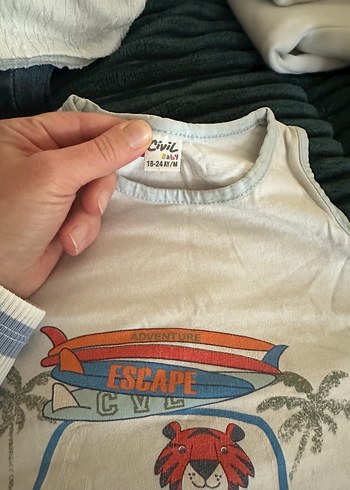 Civil
Baby
18-24 AY/M
ADVENTURE
ESCAPE
CVL